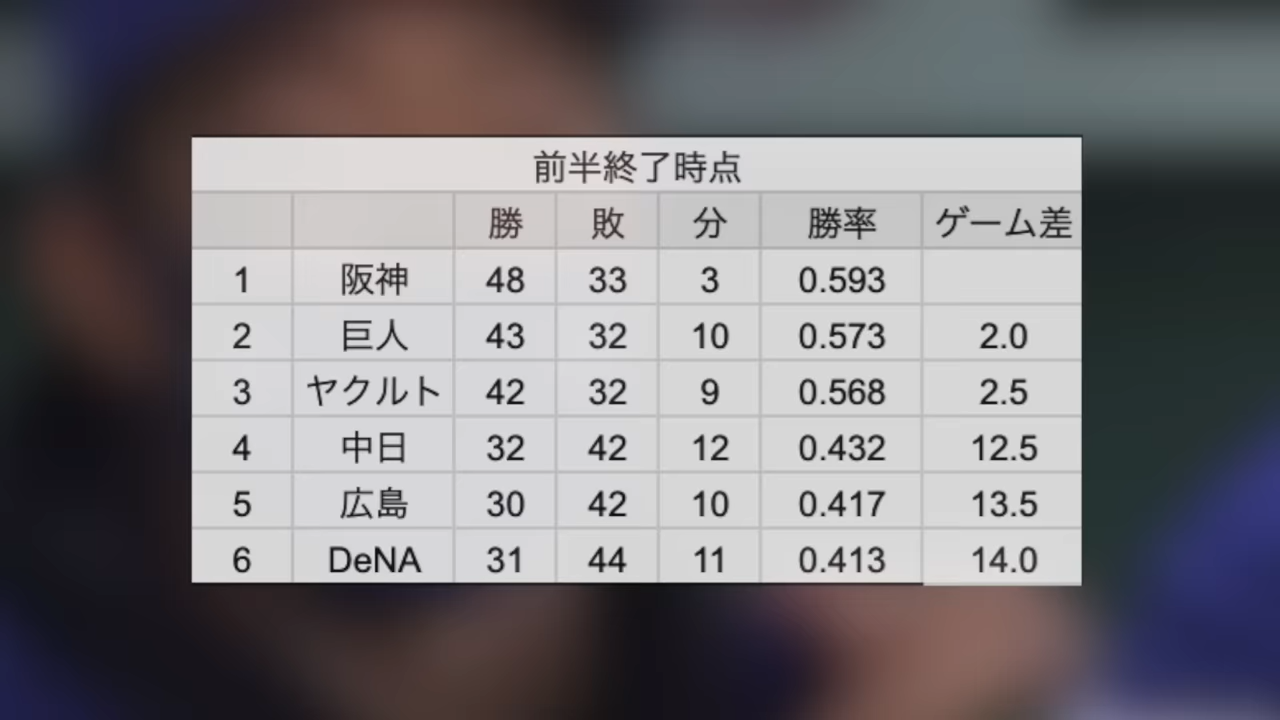 前半終了時点
勝 敗 分 勝率 ゲーム差
1 阪神 48 33 3 0.593
2 巨人 43 32 10 0.573 2.0
3 ヤクルト 42 32 9 0.568 2.5
4 中日 32 42 12 0.432 12.5
5 広島 30 42 10 0.417 13.5
6 DeNA 31 44 11 0.413 14.0